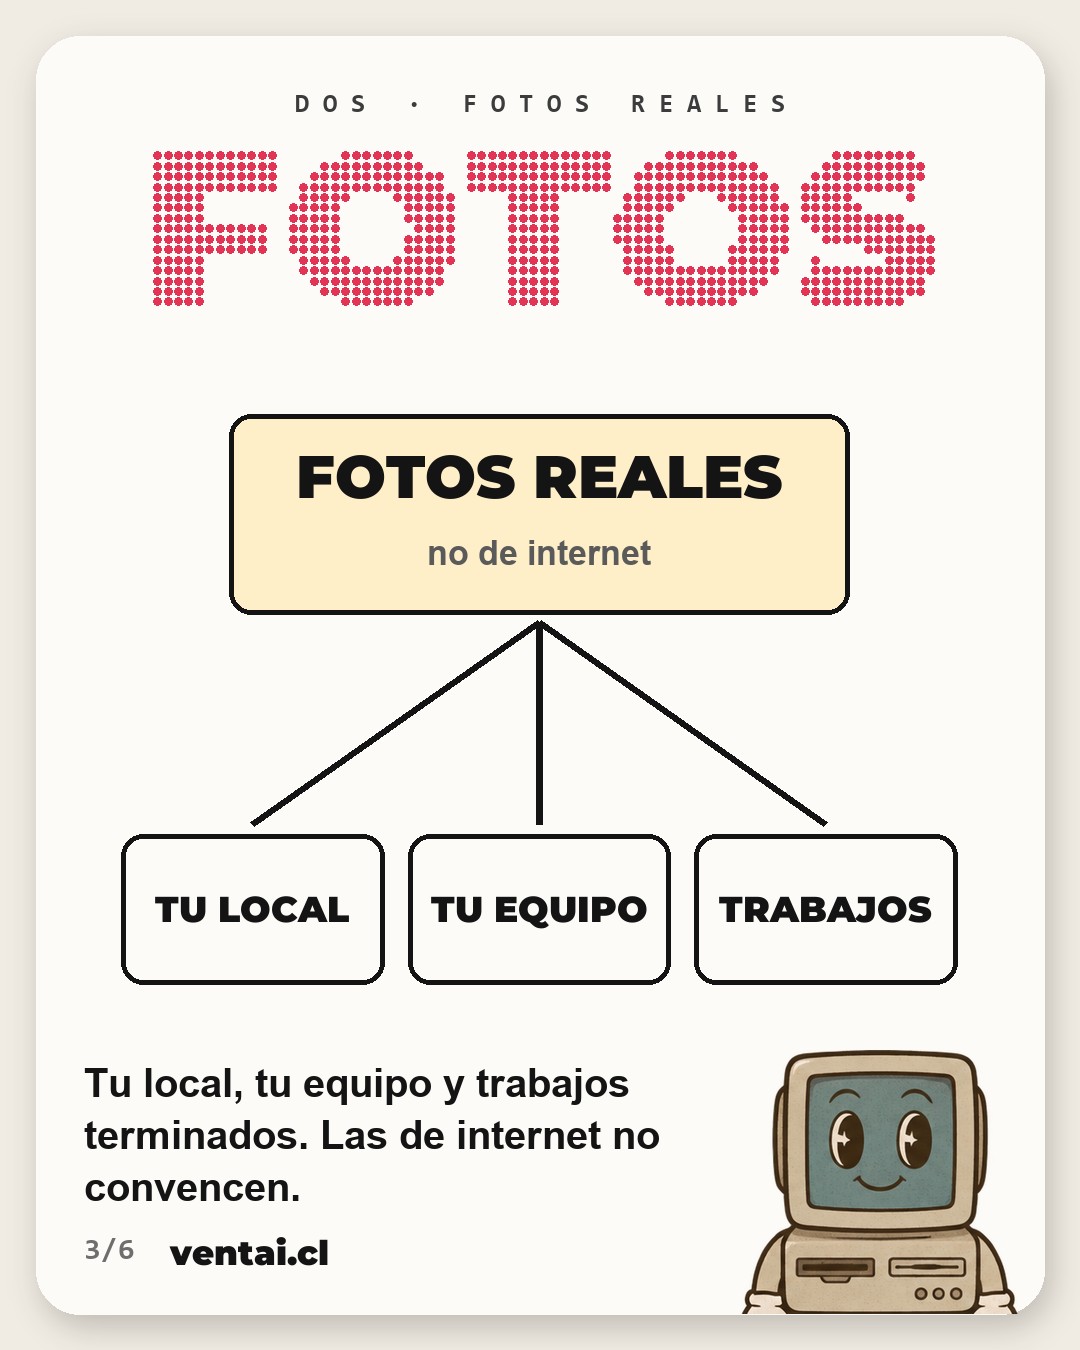 DOS · FOTOS REALES
FOTOS
FOTOS REALES
no de internet
TU LOCAL
TU EQUIPO
TRABAJOS
Tu local, tu equipo y trabajos
terminados. Las de internet no
convencen.
3/6 ventai.cl